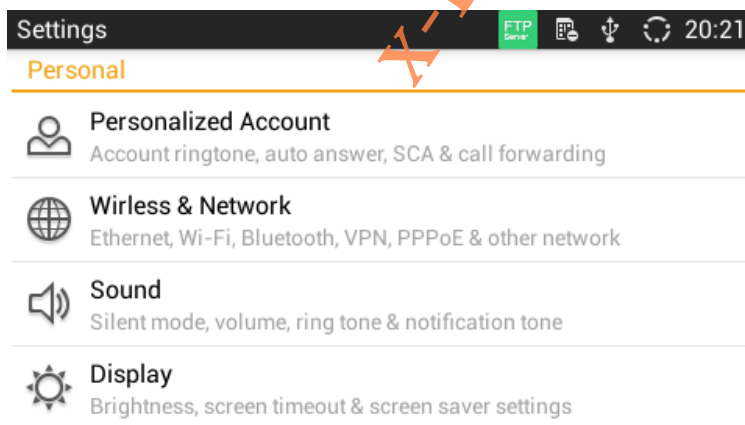 Settings
FTP
Server
20:21
Personal
Personalized Account
Account ringtone, auto answer, SCA & call forwarding
Wirless & Network
Ethernet, Wi-Fi, Bluetooth, VPN, PPPoE & other network
Sound
Silent mode, volume, ring tone & notification tone
Display
Brightness, screen timeout & screen saver settings
X-